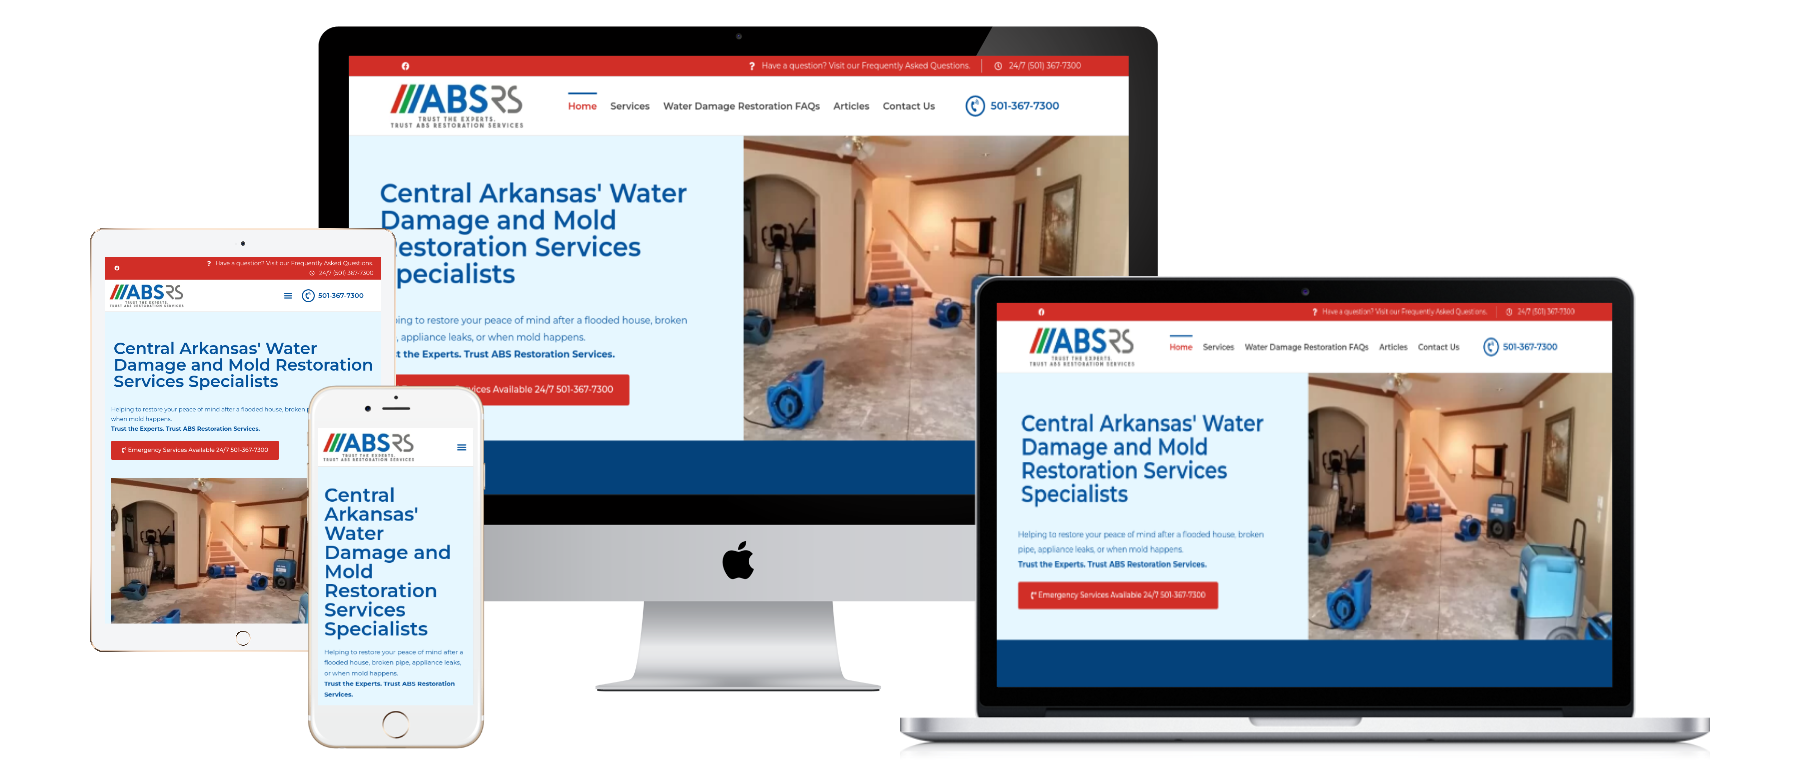 Have a question? Visit our Frequently Asked Questions.
24/7 (501) 367-7300
ABSRS
TRUST THE EXPERTS.
TRUST ABS RESTORATION SERVICES
Home
Services
Water Damage Restoration FAQs
Articles
Contact Us
501-367-7300
Central Arkansas' Water
Damage and Mold
estoration Services
pecialists
ing to restore your peace of mind after a flooded house, broken
, appliance leaks, or when mold happens.
t the Experts. Trust ABS Restoration Services.
ces Available 24/7 501-367-7300
Have a question? Visit our Frequently Asked Questions.
24/7 (501) 367-7300
ABSRS
TRUST THE EXPERTS.
TRUST ABS RESTORATION SERVICES
501-367-7300
Central Arkansas' Water
Damage and Mold Restoration
Services Specialists
Helping to restore your peace of mind after a flooded house, broken
when mold happens.
Trust the Experts. Trust ABS Restoration Services.
Emergency Services Available 24/7 501-367-7300
ABSRS
TRUST THE EXPERTS.
TRUST ABS RESTORATION SERVICES
Central
Arkansas'
Water
Damage and
Mold
Restoration
Services
Specialists
Helping to restore your peace of mind after a
flooded house, broken pipe, appliance leaks,
or when mold happens.
Trust the Experts. Trust ABS Restoration
Services.
Have a question? Visit our Frequently Asked Questions.
24/7 (501) 367-7300
ABSRS
TRUST THE EXPERTS.
TRUST ABS RESTORATION SERVICES
Home
Services
Water Damage Restoration FAQs
Articles
Contact Us
501-367-7300
Central Arkansas' Water
Damage and Mold
Restoration Services
Specialists
Helping to restore your peace of mind after a flooded house, broken
pipe, appliance leaks, or when mold happens.
Trust the Experts. Trust ABS Restoration Services.
Emergency Services Available 24/7 501-367-7300